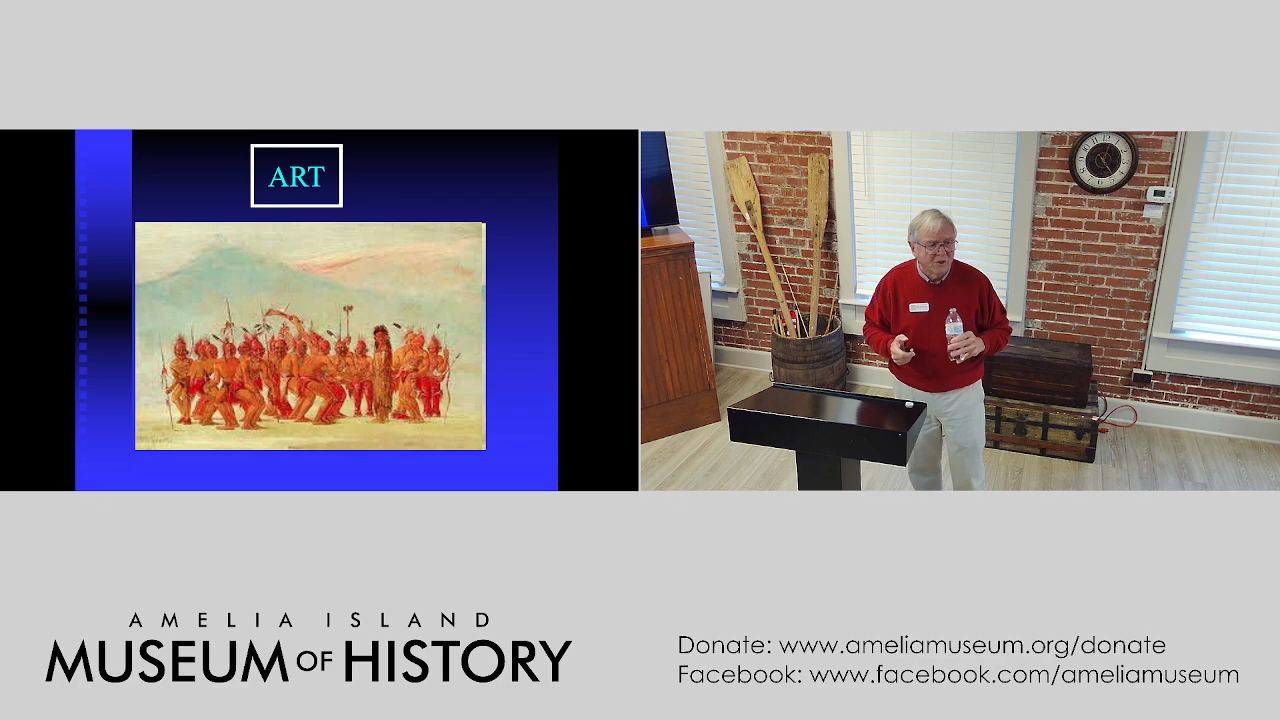 ART
AMELIA ISLAND
MUSEUM OF HISTORY
Donate: www.ameliamuseum.org/donate
Facebook: www.facebook.com/ameliamuseum